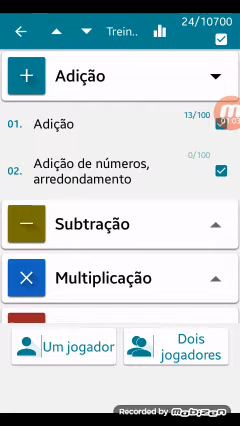 24/10700
Trein..
+ Adição
13/100
01. Adição
0/100
02. Adição de números,
arredondamento
− Subtração
× Multiplicação
Um jogador
Dois
jogadores
Recorded by mobizen